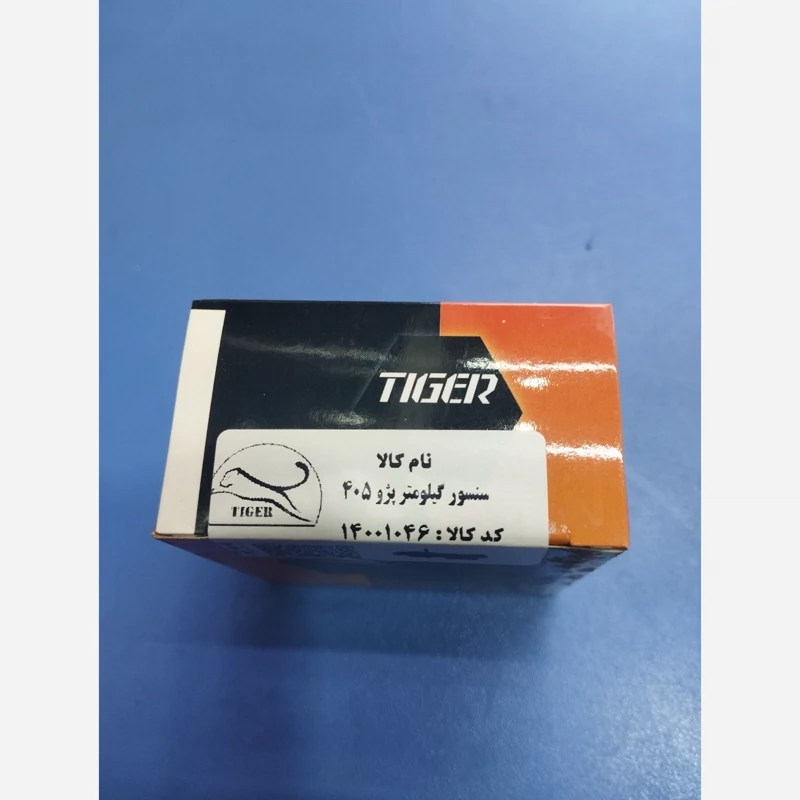 TIGER
نام کالا
سنسور کیلومتر پژو ۴۰۵
کد کالا : ۱۴۰۰۱۰۴۶
TIGER